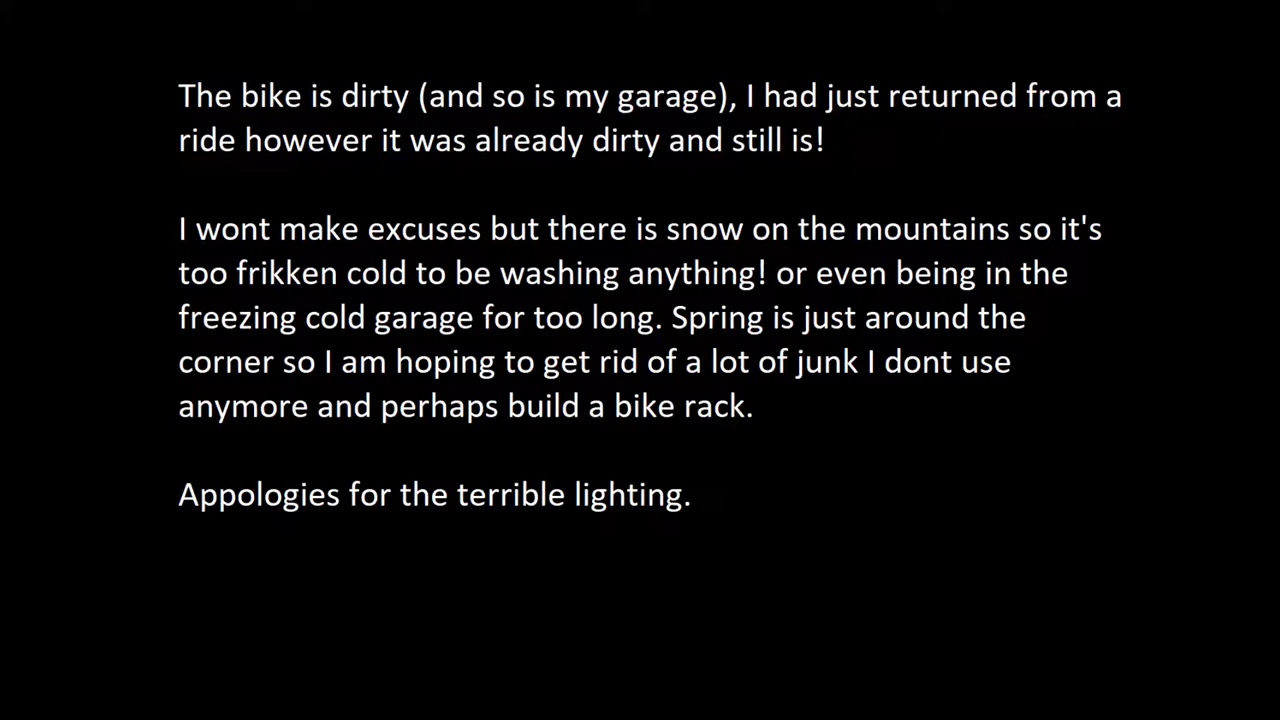 The bike is dirty (and so is my garage), I had just returned from a
ride however it was already dirty and still is!
I wont make excuses but there is snow on the mountains so it's
too frikken cold to be washing anything! or even being in the
freezing cold garage for too long. Spring is just around the
corner so I am hoping to get rid of a lot of junk I dont use
anymore and perhaps build a bike rack.
Appologies for the terrible lighting.